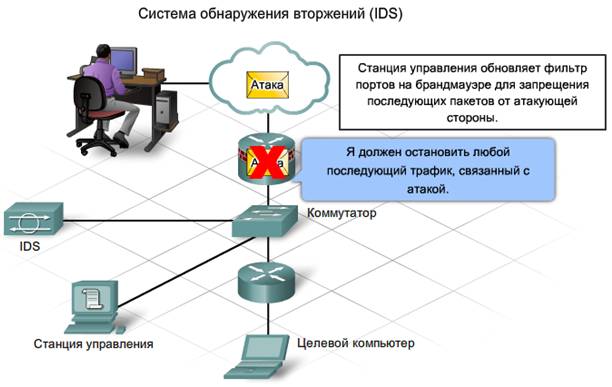 Система обнаружения вторжений (IDS)
Атака
Станция управления обновляет фильтр
портов на брандмауэре для запрещения
последующих пакетов от атакующей
стороны.
Я должен остановить любой
последующий трафик, связанный с
атакой.
Атака
Коммутатор
IDS
Станция управления
Целевой компьютер